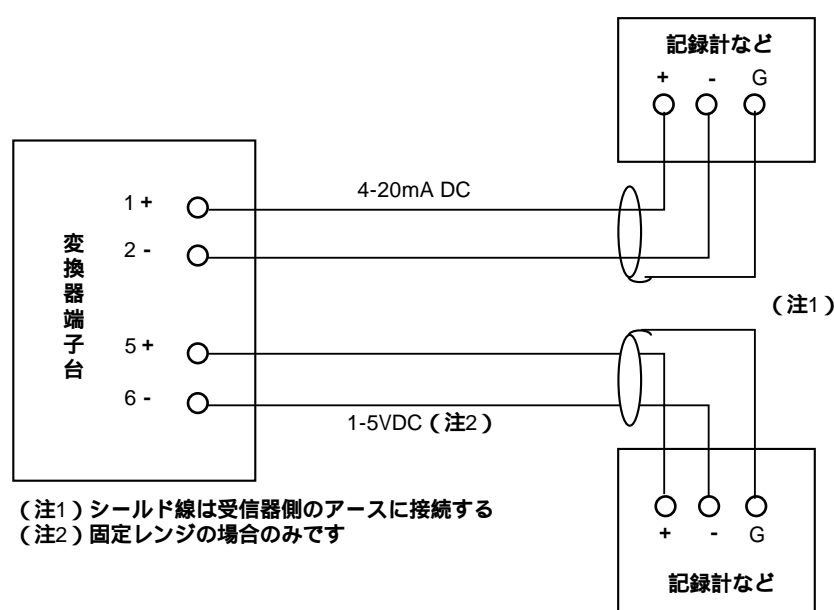 記録計など
+ - G
4-20mA DC
変換器端子台
1 +
2 -
5 +
6 -
(注1)
1-5VDC(注2)
(注1)シールド線は受信器側のアースに接続する
(注2)固定レンジの場合のみです
+ - G
記録計など